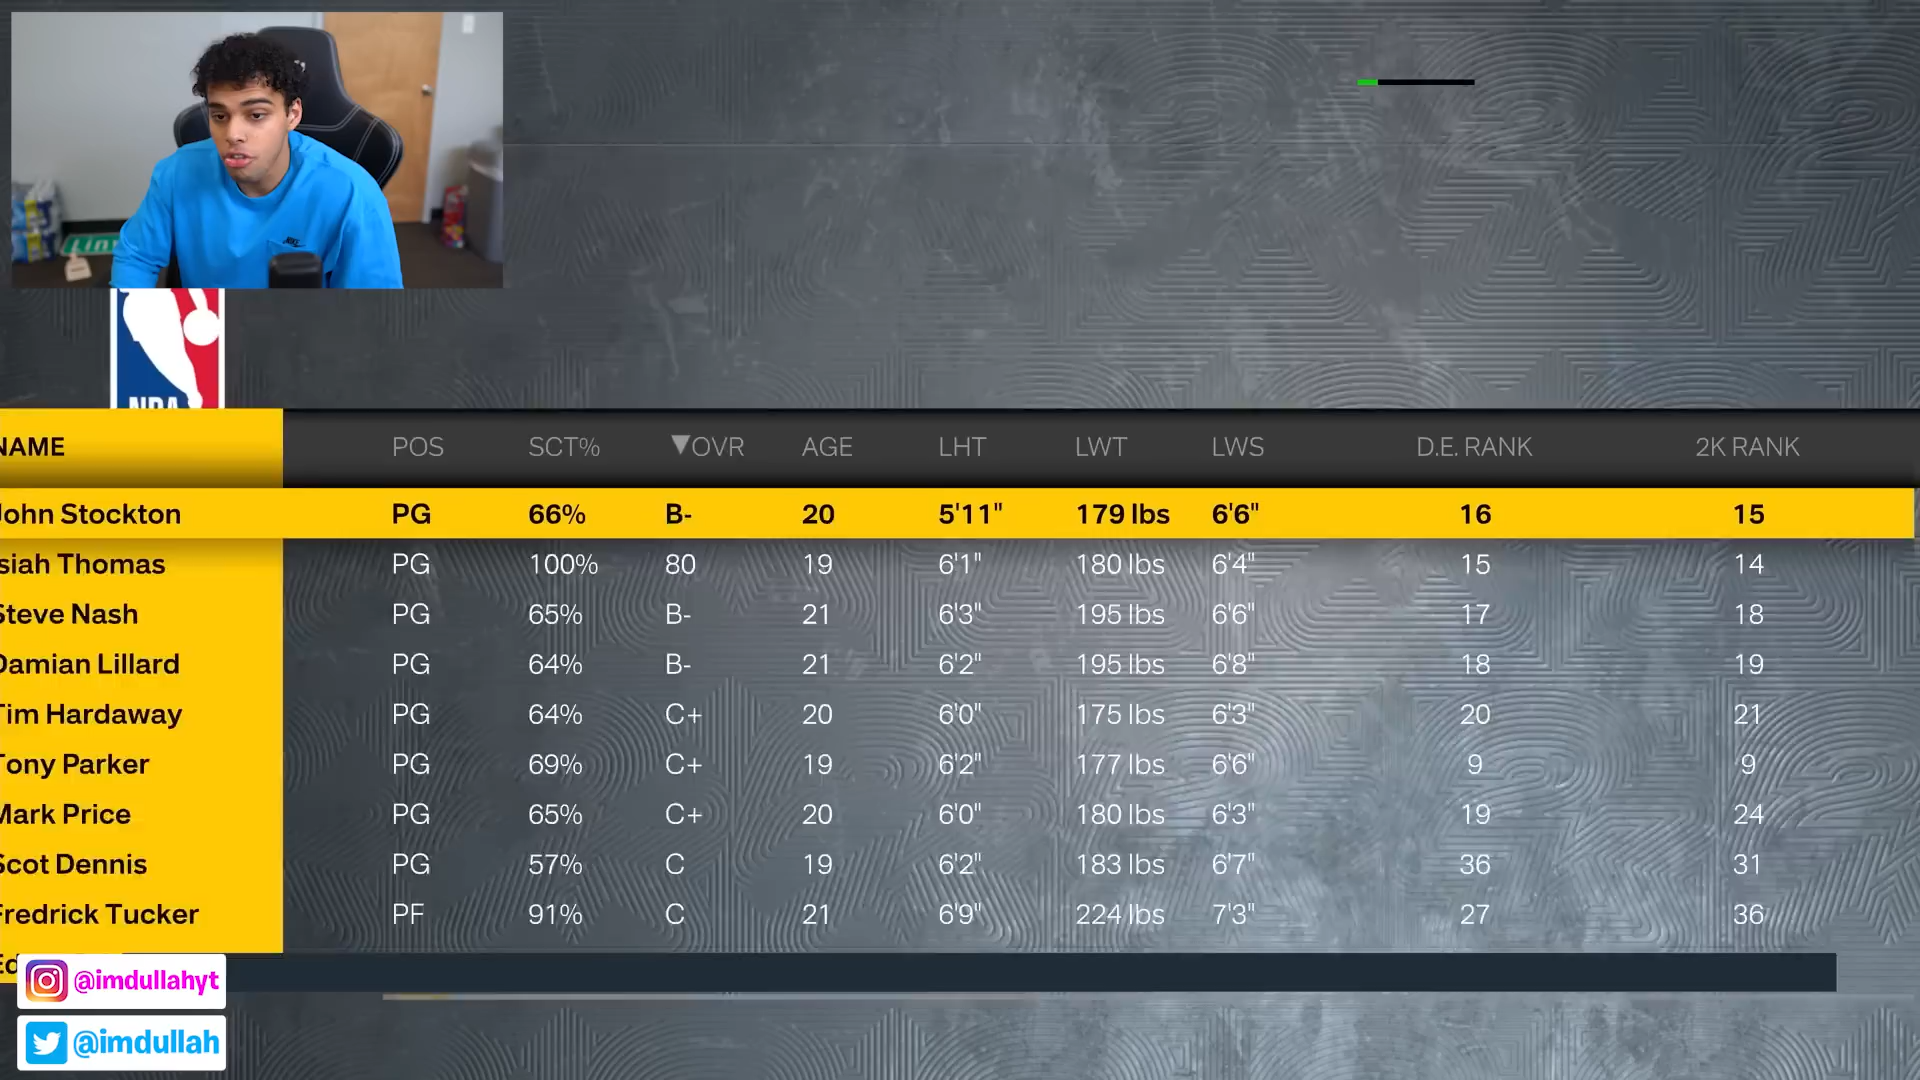 NBA
NAME POS SCT% ▼OVR AGE LHT LWT LWS D.E. RANK 2K RANK
John Stockton PG 66% B- 20 5'11" 179 lbs 6'6" 16 15
Isiah Thomas PG 100% 80 19 6'1" 180 lbs 6'4" 15 14
Steve Nash PG 65% B- 21 6'3" 195 lbs 6'6" 17 18
Damian Lillard PG 64% B- 21 6'2" 195 lbs 6'8" 18 19
Tim Hardaway PG 64% C+ 20 6'0" 175 lbs 6'3" 20 21
Tony Parker PG 69% C+ 19 6'2" 177 lbs 6'6" 9 9
Mark Price PG 65% C+ 20 6'0" 180 lbs 6'3" 19 24
Scot Dennis PG 57% C 19 6'2" 183 lbs 6'7" 36 31
Fredrick Tucker PF 91% C 21 6'9" 224 lbs 7'3" 27 36
@imdullahyt
@imdullah